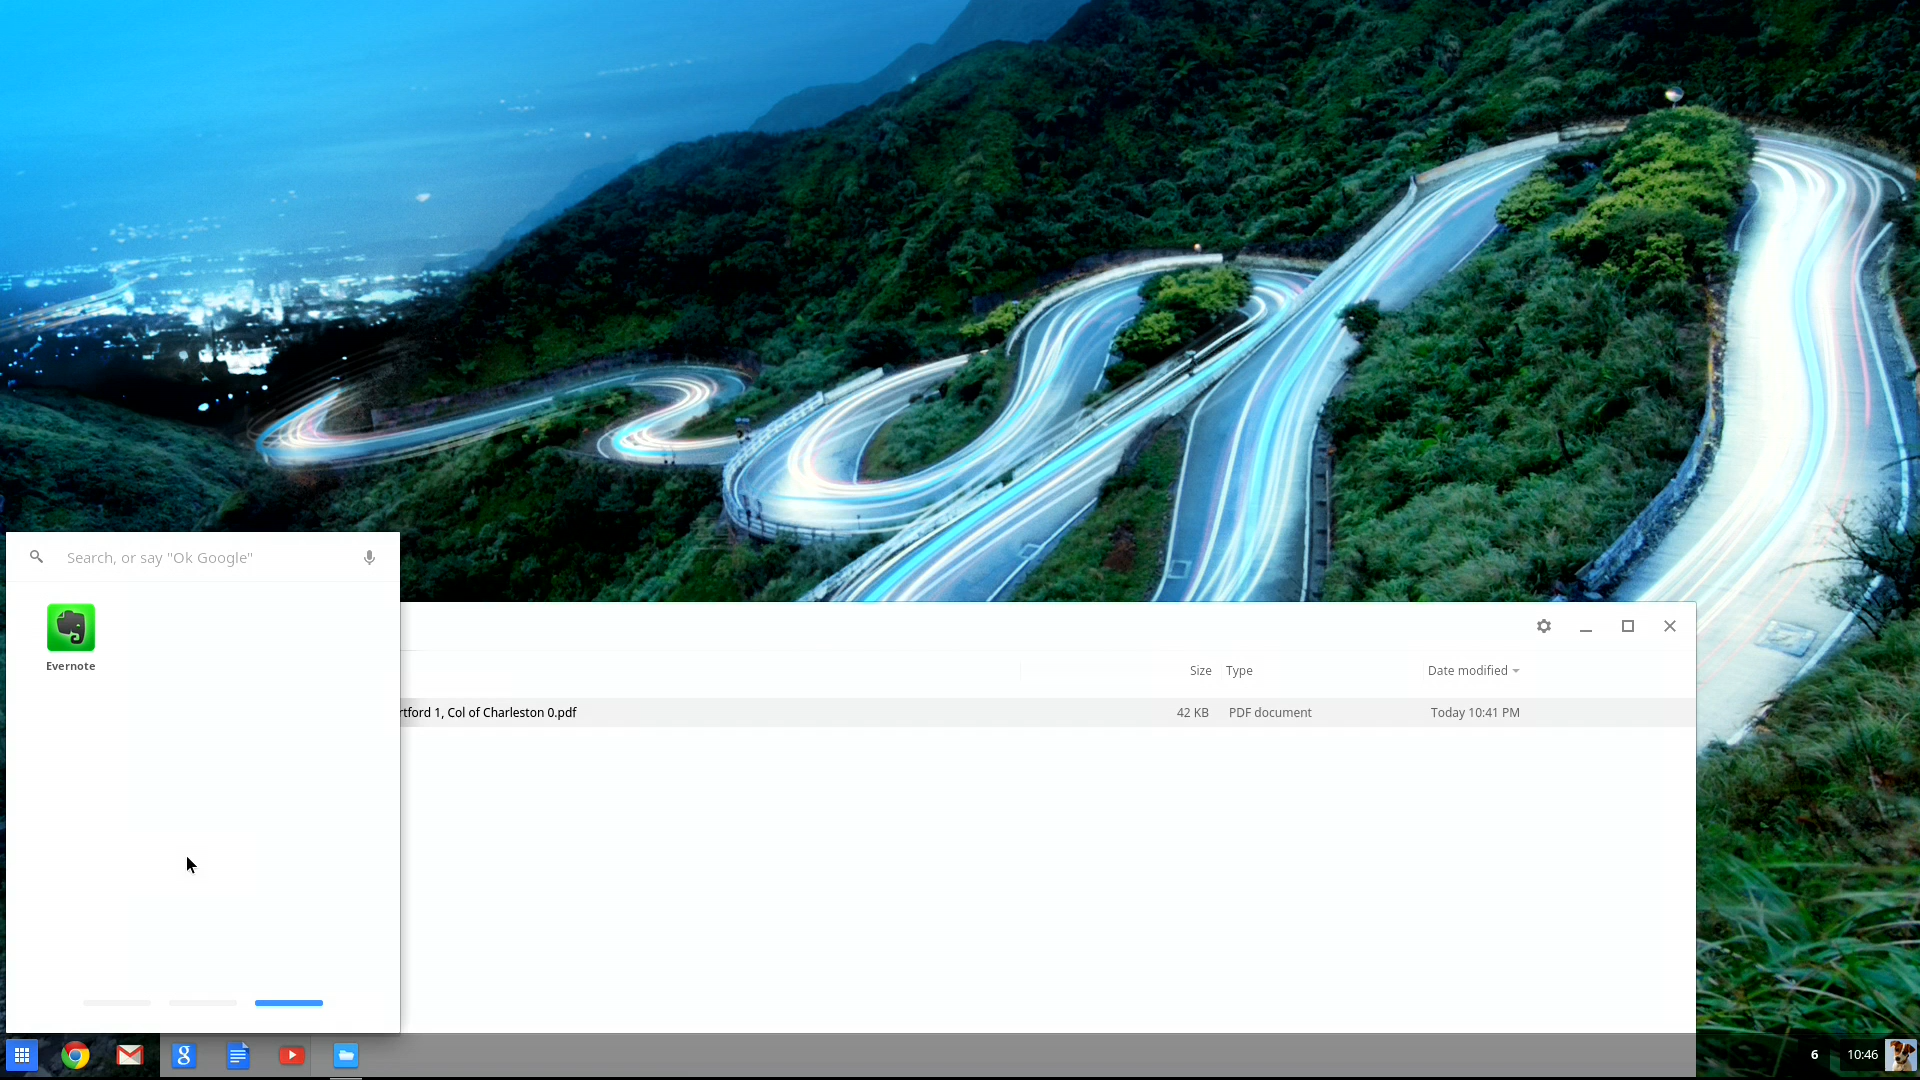 Search, or say "Ok Google"
Evernote
Size Type Date modified
rtford 1, Col of Charleston 0.pdf 42 KB PDF document Today 10:41 PM
8
6 10:46